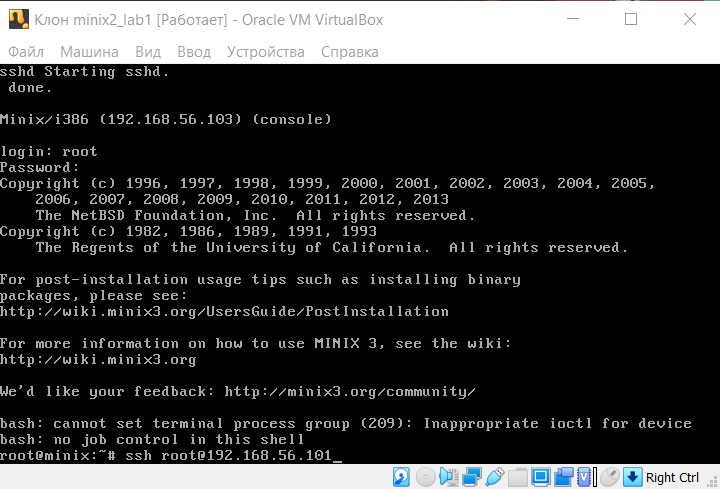 Клон minix2_lab1 [Работает] - Oracle VM VirtualBox
Файл Машина Вид Ввод Устройства Справка
sshd Starting sshd.
done.
Minix/i386 (192.168.56.103) (console)
login: root
Password:
Copyright (c) 1996, 1997, 1998, 1999, 2000, 2001, 2002, 2003, 2004, 2005,
2006, 2007, 2008, 2009, 2010, 2011, 2012, 2013
The NetBSD Foundation, Inc.  All rights reserved.
Copyright (c) 1982, 1986, 1989, 1991, 1993
The Regents of the University of California.  All rights reserved.
For post-installation usage tips such as installing binary
packages, please see:
http://wiki.minix3.org/UsersGuide/PostInstallation
For more information on how to use MINIX 3, see the wiki:
http://wiki.minix3.org
We'd like your feedback: http://minix3.org/community/
bash: cannot set terminal process group (209): Inappropriate ioctl for device
bash: no job control in this shell
root@minix:~# ssh root@192.168.56.101_
Right Ctrl